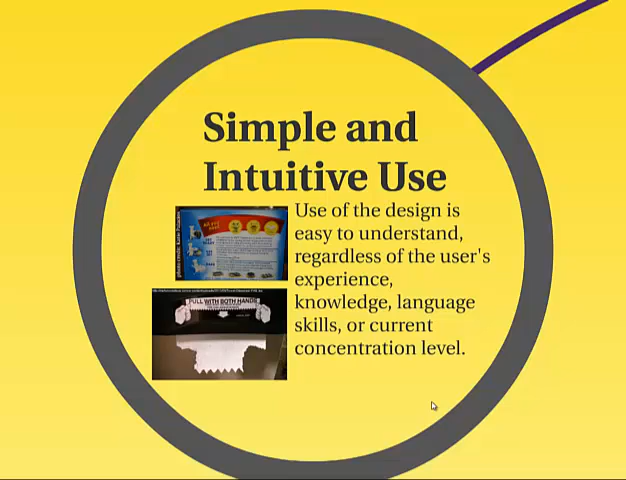 Simple and
Intuitive Use
Use of the design is
easy to understand,
regardless of the user's
experience,
knowledge, language
skills, or current
concentration level.
PULL WITH BOTH HANDS